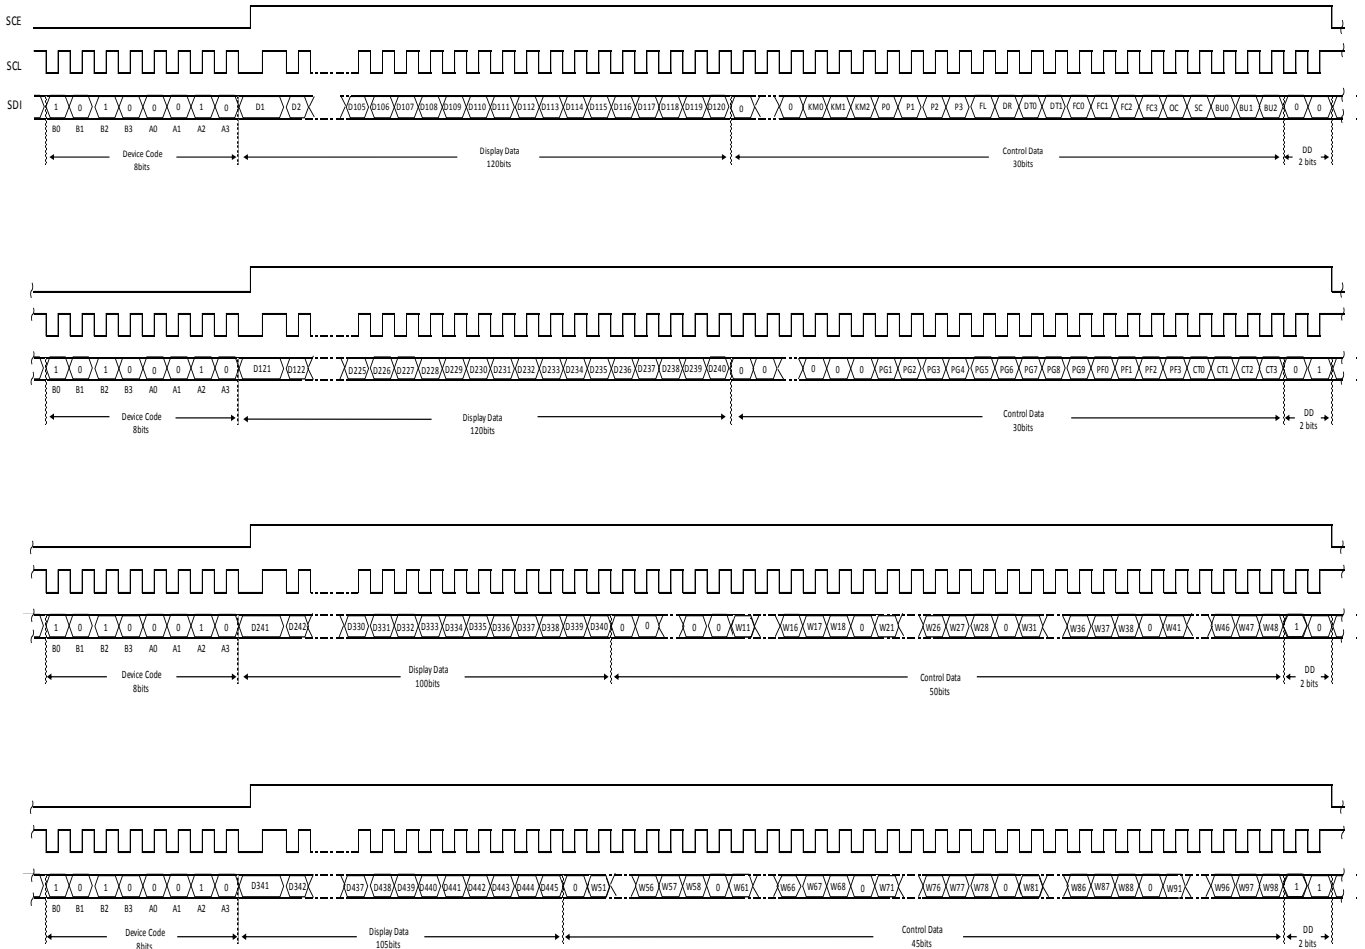 SCE
SCL
SDI 1 0 1 0 0 0 1 0 D1 D2 D105 D106 D107 D108 D109 D110 D111 D112 D113 D114 D115 D116 D117 D118 D119 D120 0 0 KM0 KM1 KM2 P0 P1 P2 P3 FL DR DT0 DT1 FC0 FC1 FC2 FC3 OC SC BU0 BU1 BU2 0 0
B0 B1 B2 B3 A0 A1 A2 A3
Device Code Display Data Control Data DD
8bits 120bits 30bits 2 bits
1 0 1 0 0 0 1 0 D121 D122 D225 D226 D227 D228 D229 D230 D231 D232 D233 D234 D235 D236 D237 D238 D239 D240 0 0 0 0 0 PG1 PG2 PG3 PG4 PG5 PG6 PG7 PG8 PG9 PF0 PF1 PF2 PF3 CT0 CT1 CT2 CT3 0 1
B0 B1 B2 B3 A0 A1 A2 A3
Device Code Display Data Control Data DD
8bits 120bits 30bits 2 bits
1 0 1 0 0 0 1 0 D241 D242 D330 D331 D332 D333 D334 D335 D336 D337 D338 D339 D340 0 0 0 0 W11 W16 W17 W18 0 W21 W26 W27 W28 0 W31 W36 W37 W38 0 W41 W46 W47 W48 1 0
B0 B1 B2 B3 A0 A1 A2 A3
Device Code Display Data Control Data DD
8bits 100bits 50bits 2 bits
1 0 1 0 0 0 1 0 D341 D342 D437 D438 D439 D440 D441 D442 D443 D444 D445 0 W51 W56 W57 W58 0 W61 W66 W67 W68 0 W71 W76 W77 W78 0 W81 W86 W87 W88 0 W91 W96 W97 W98 1 1
B0 B1 B2 B3 A0 A1 A2 A3
Device Code Display Data Control Data DD
8bits 105bits 45bits 2 bits